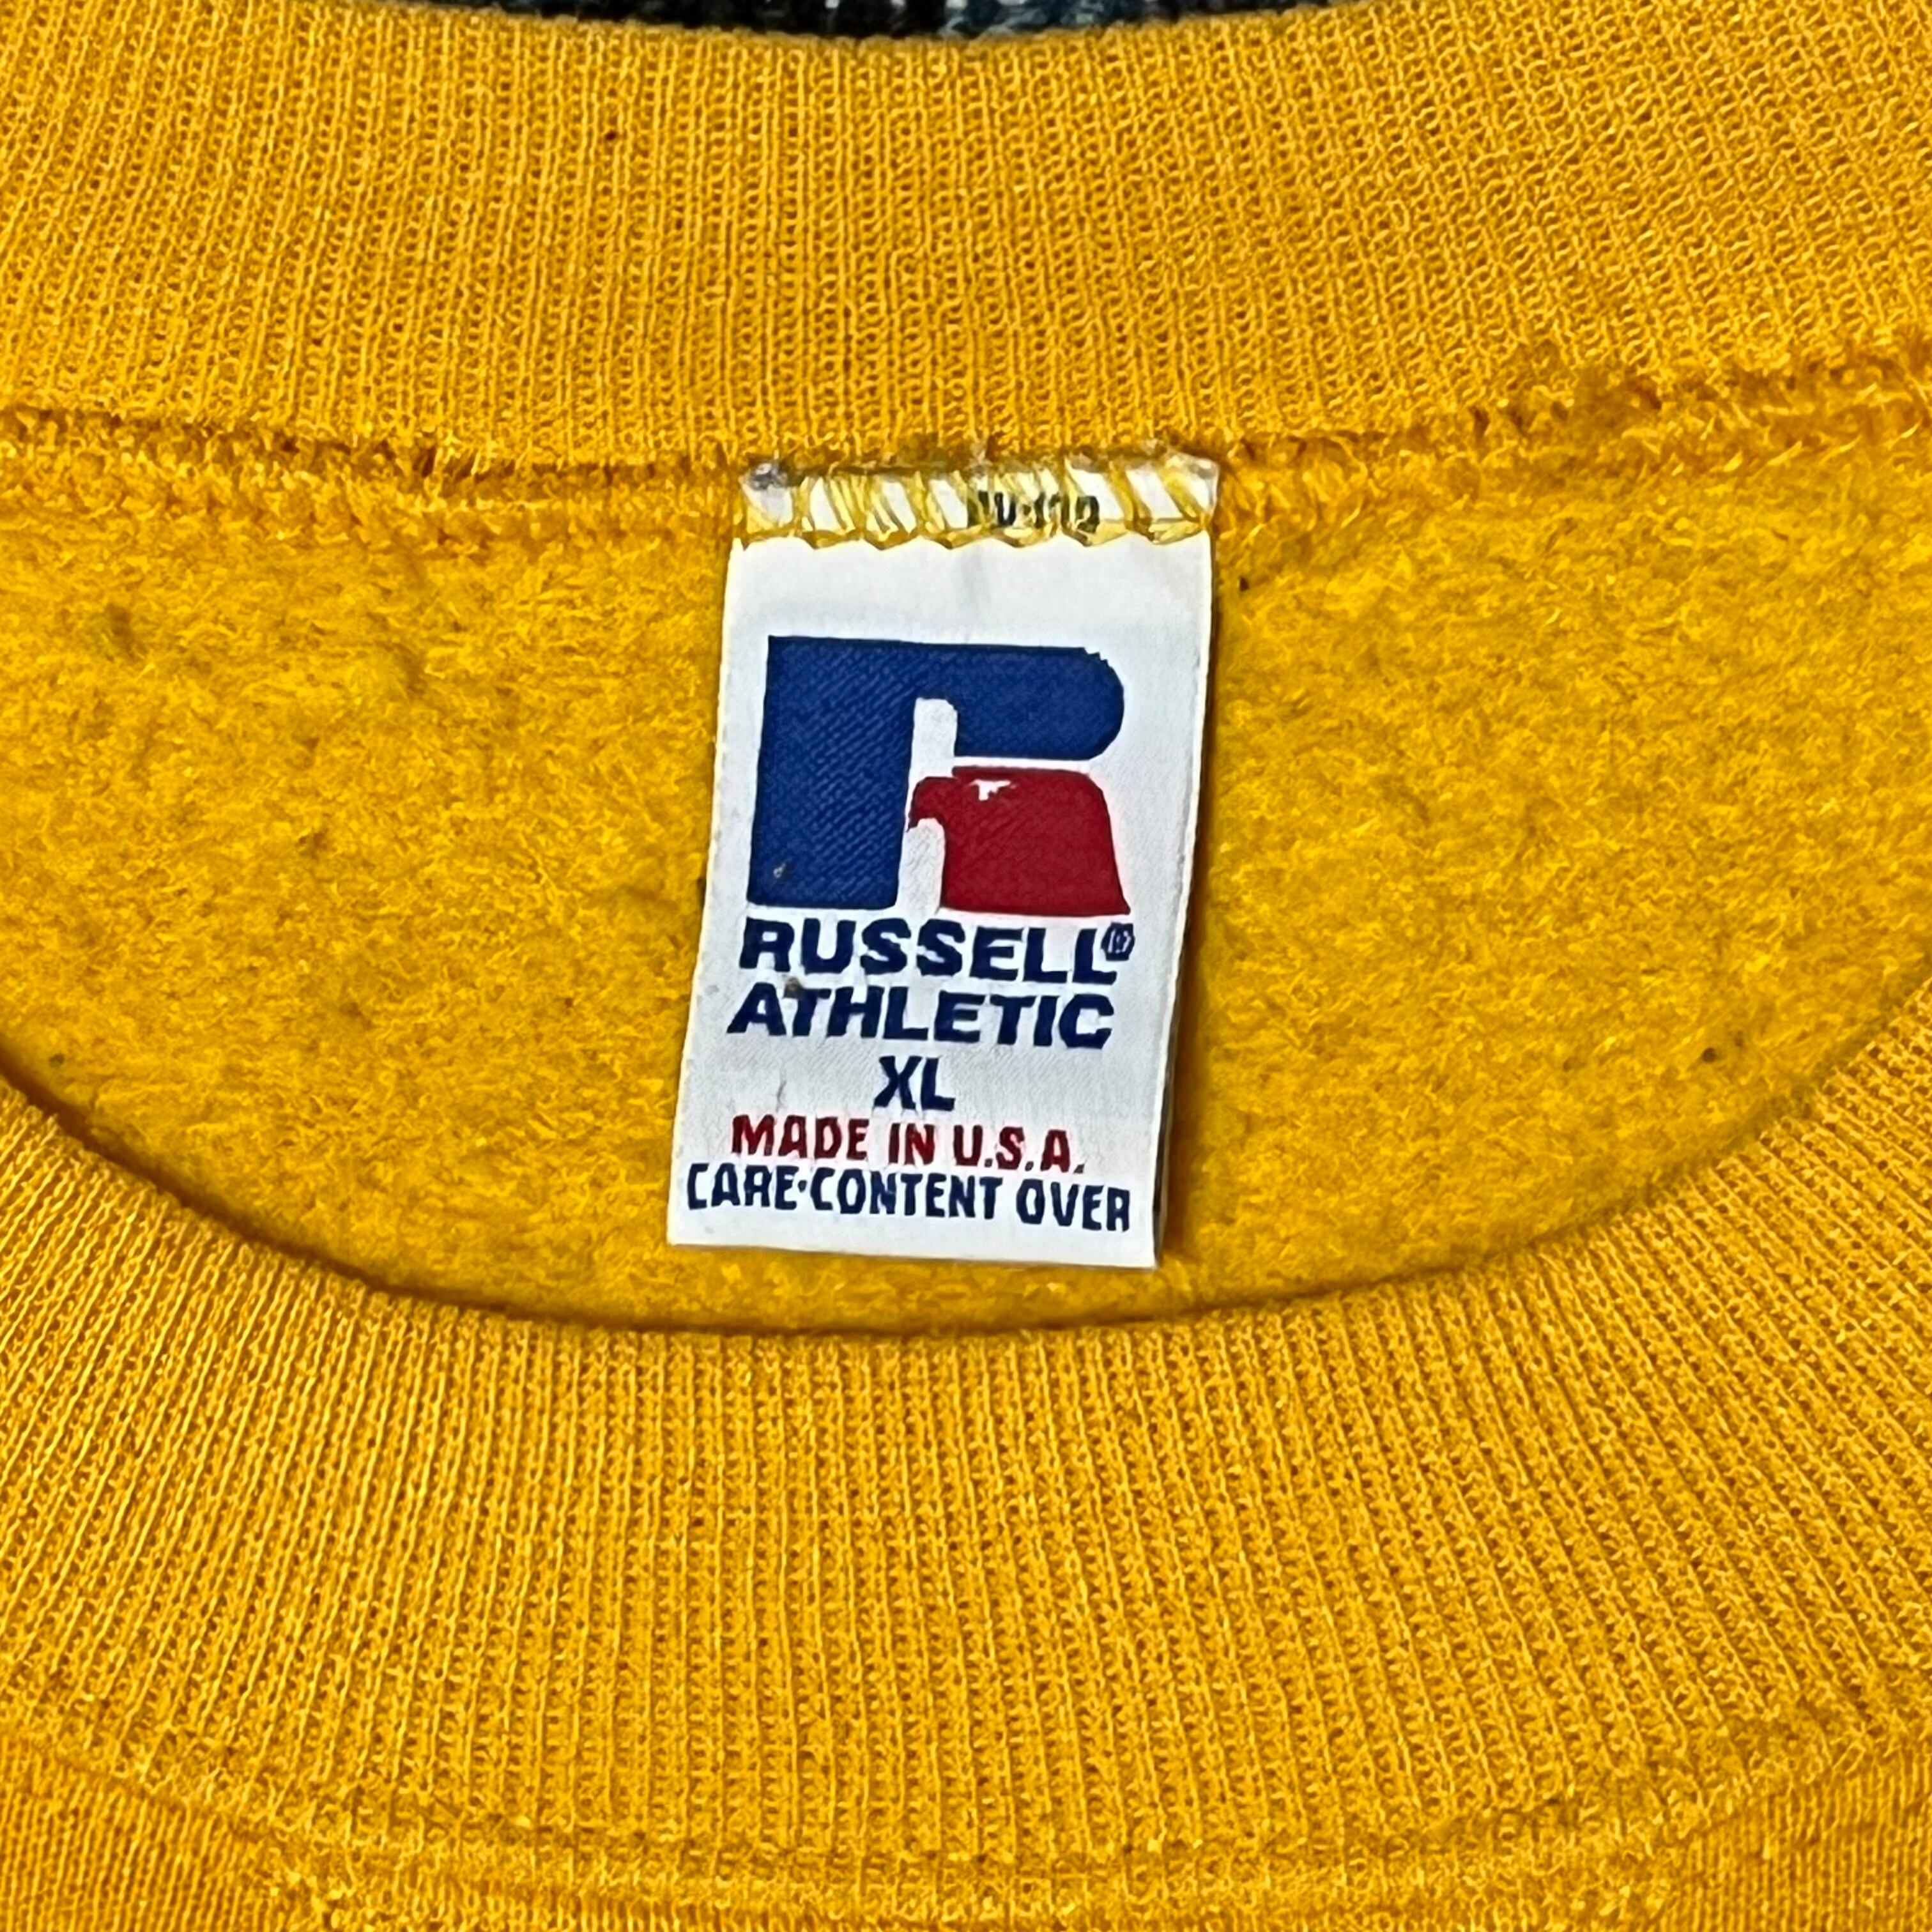 RUSSELL®
ATHLETIC
XL
MADE IN U.S.A.
CARE·CONTENT OVER